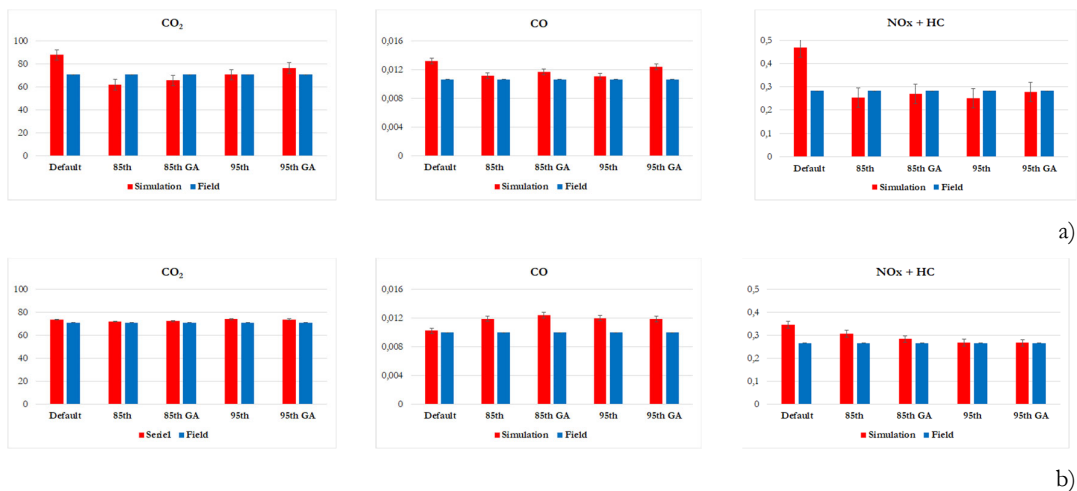 CO₂
100
80
60
40
20
0
Default 85th 85th GA 95th 95th GA
Simulation Field
CO
0,016
0,012
0,008
0,004
0
Default 85th 85th GA 95th 95th GA
Simulation Field
NOx + HC
0,5
0,4
0,3
0,2
0,1
0
Default 85th 85th GA 95th 95th GA
Simulation Field
a)
CO₂
100
80
60
40
20
0
Default 85th 85th GA 95th 95th GA
Serie1 Field
CO
0,016
0,012
0,008
0,004
0
Default 85th 85th GA 95th 95th GA
Simulation Field
NOx + HC
0,5
0,4
0,3
0,2
0,1
0
Default 85th 85th GA 95th 95th GA
Simulation Field
b)